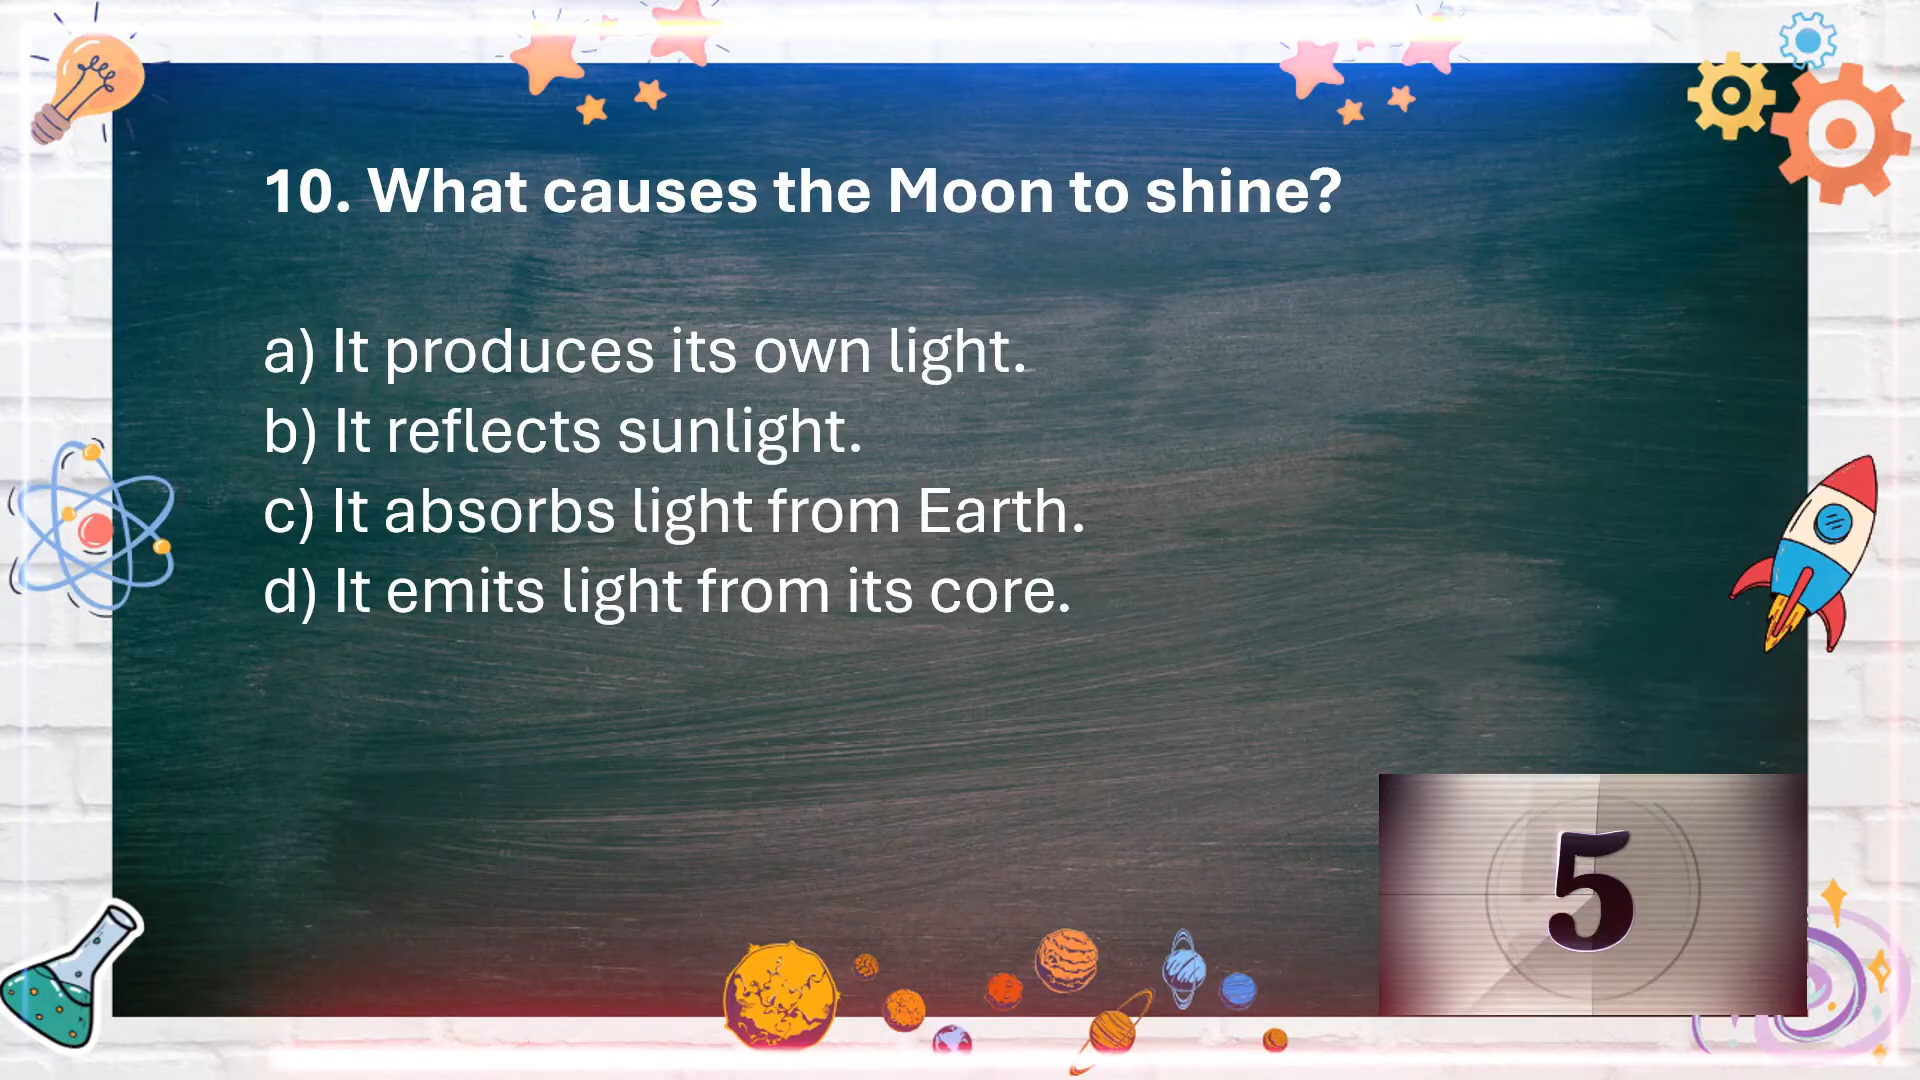 10. What causes the Moon to shine?
a) It produces its own light.
b) It reflects sunlight.
c) It absorbs light from Earth.
d) It emits light from its core.
5